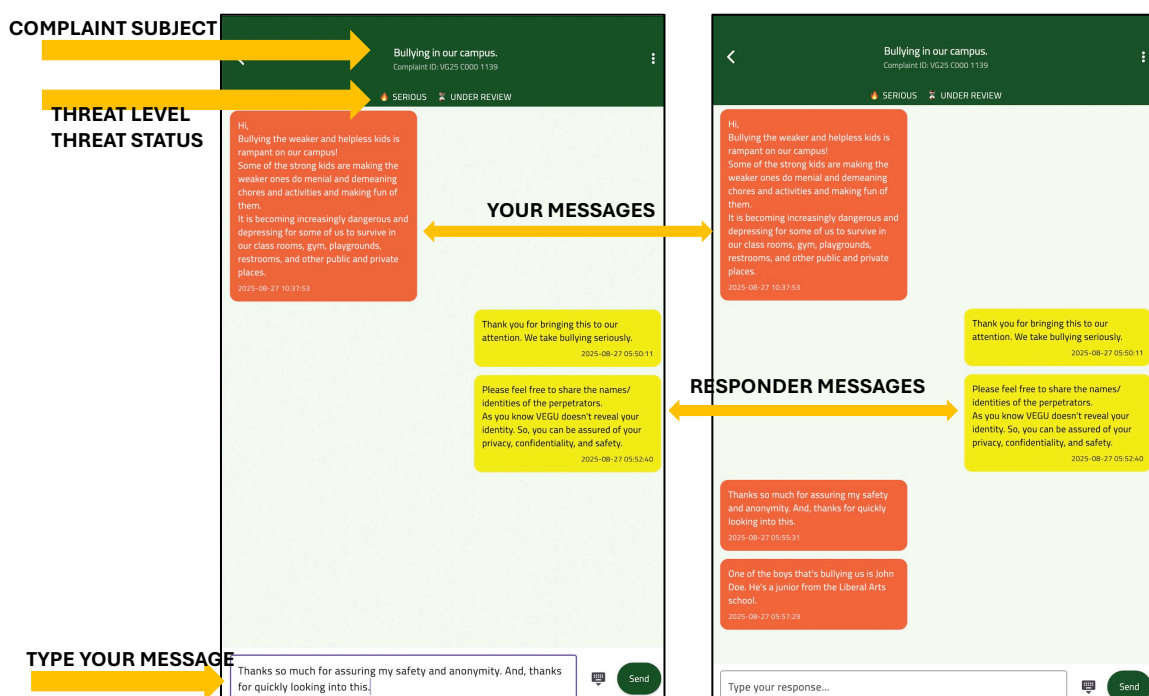 COMPLAINT SUBJECT
THREAT LEVEL
THREAT STATUS
Bullying in our campus.
Complaint ID: VG25 C000 1139
🔥 SERIOUS ⏳ UNDER REVIEW
Hi,
Bullying the weaker and helpless kids is
rampant on our campus!
Some of the strong kids are making the
weaker ones do menial and demeaning
chores and activities and making fun of
them.
It is becoming increasingly dangerous and
depressing for some of us to survive in
our class rooms, gym, playgrounds,
restrooms, and other public and private
places.
2025-08-27 10:37:53
Thank you for bringing this to our
attention. We take bullying seriously.
2025-08-27 05:50:11
Please feel free to share the names/
identities of the perpetrators.
As you know VEGU doesn't reveal your
identity. So, you can be assured of your
privacy, confidentiality, and safety.
2025-08-27 05:52:40
TYPE YOUR MESSAGE
Thanks so much for assuring my safety and anonymity. And, thanks
for quickly looking into this.
Send
YOUR MESSAGES
RESPONDER MESSAGES
Bullying in our campus.
Complaint ID: VG25 C000 1139
🔥 SERIOUS ⏳ UNDER REVIEW
Hi,
Bullying the weaker and helpless kids is
rampant on our campus!
Some of the strong kids are making the
weaker ones do menial and demeaning
chores and activities and making fun of
them.
It is becoming increasingly dangerous and
depressing for some of us to survive in
our class rooms, gym, playgrounds,
restrooms, and other public and private
places.
2025-08-27 10:37:53
Thank you for bringing this to our
attention. We take bullying seriously.
2025-08-27 05:50:11
Please feel free to share the names/
identities of the perpetrators.
As you know VEGU doesn't reveal your
identity. So, you can be assured of your
privacy, confidentiality, and safety.
2025-08-27 05:52:40
Thanks so much for assuring my safety
and anonymity. And, thanks for quickly
looking into this.
2025-08-27 05:55:31
One of the boys that's bullying us is John
Doe. He's a junior from the Liberal Arts
school.
2025-08-27 05:57:29
Type your response...
Send